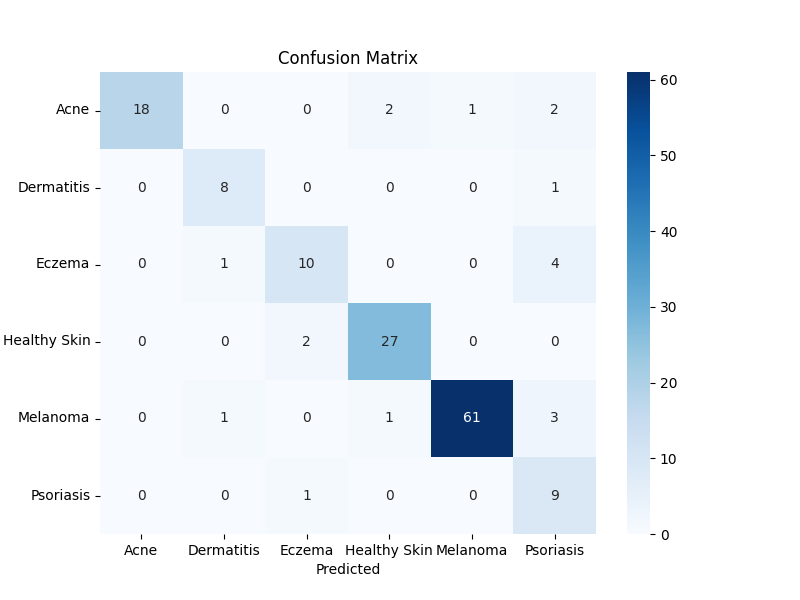 Confusion Matrix
Acne 18 0 0 2 1 2
Dermatitis 0 8 0 0 0 1
Eczema 0 1 10 0 0 4
Healthy Skin 0 0 2 27 0 0
Melanoma 0 1 0 1 61 3
Psoriasis 0 0 1 0 0 9
Acne Dermatitis Eczema Healthy Skin Melanoma Psoriasis
Predicted
60
50
40
30
20
10
0